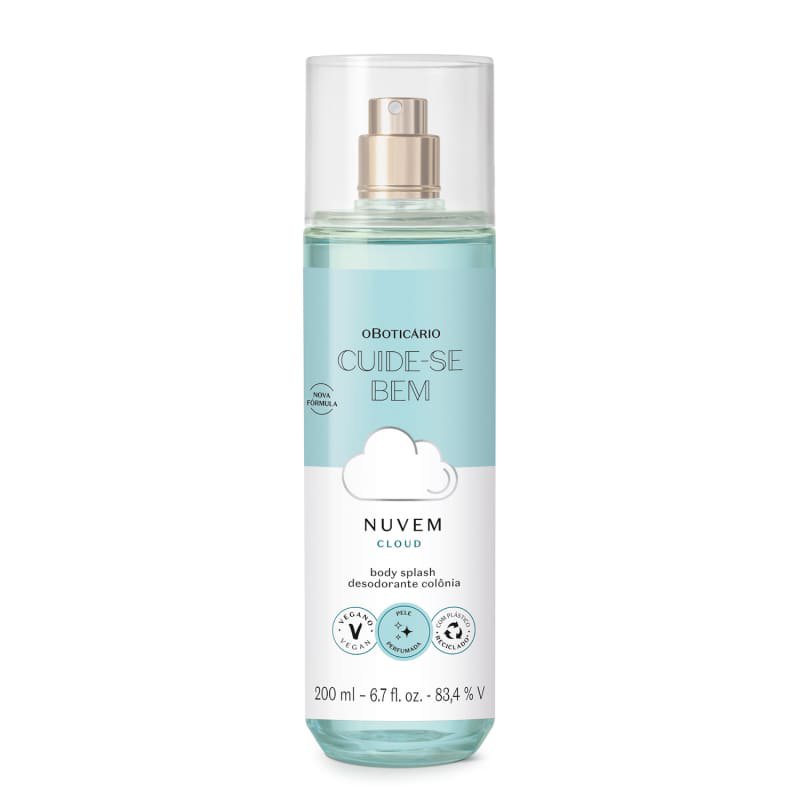 oBoticário
CUIDE-SE
BEM
NOVA
FÓRMULA
NUVEM
CLOUD
body splash
desodorante colônia
VEGANO
V
VEGAN
PELE
PERFUMADA
COM PLÁSTICO
RECICLADO*
200 ml – 6.7 fl. oz. - 83,4 % V